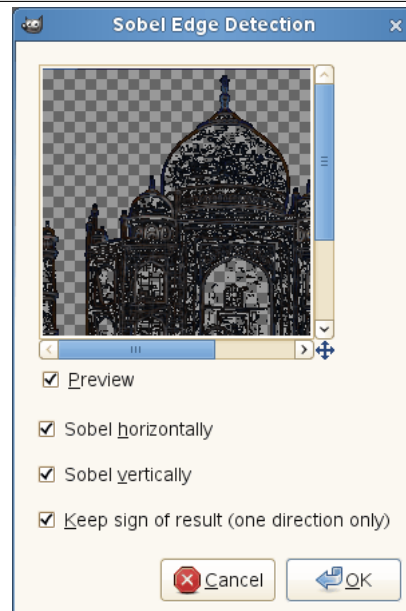 Sobel Edge Detection
Preview
Sobel horizontally
Sobel vertically
Keep sign of result (one direction only)
Cancel
OK